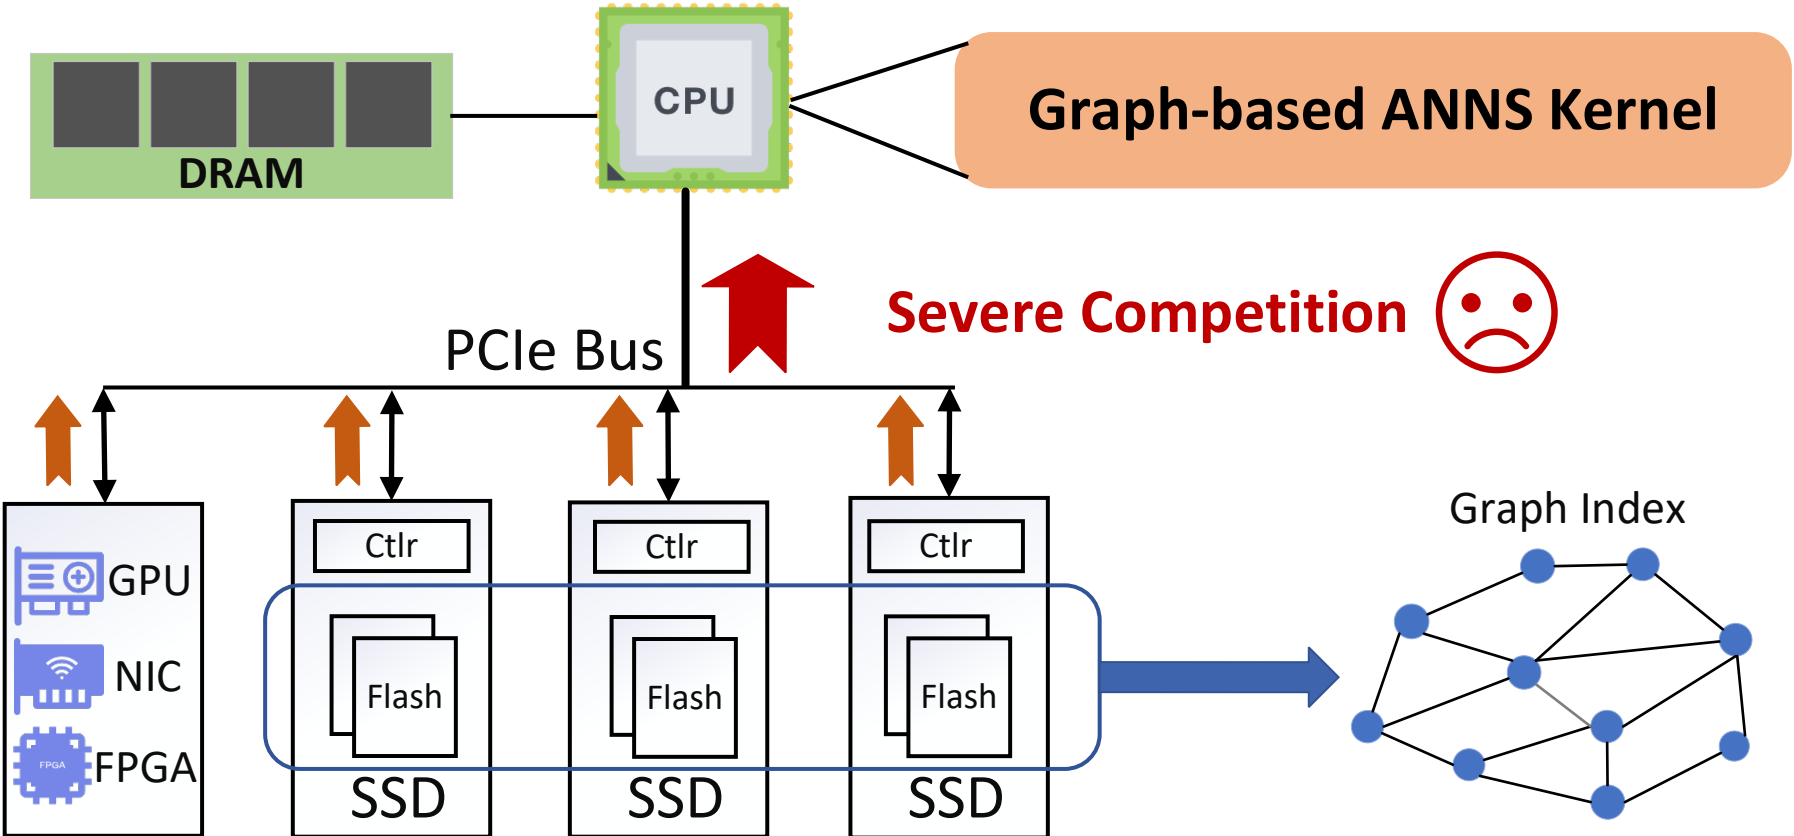 CPU
Graph-based ANNS Kernel
DRAM
Severe Competition
PCIe Bus
Graph Index
Ctlr
Ctlr
Ctlr
GPU
NIC
FPGA
FPGA
Flash
Flash
Flash
SSD
SSD
SSD